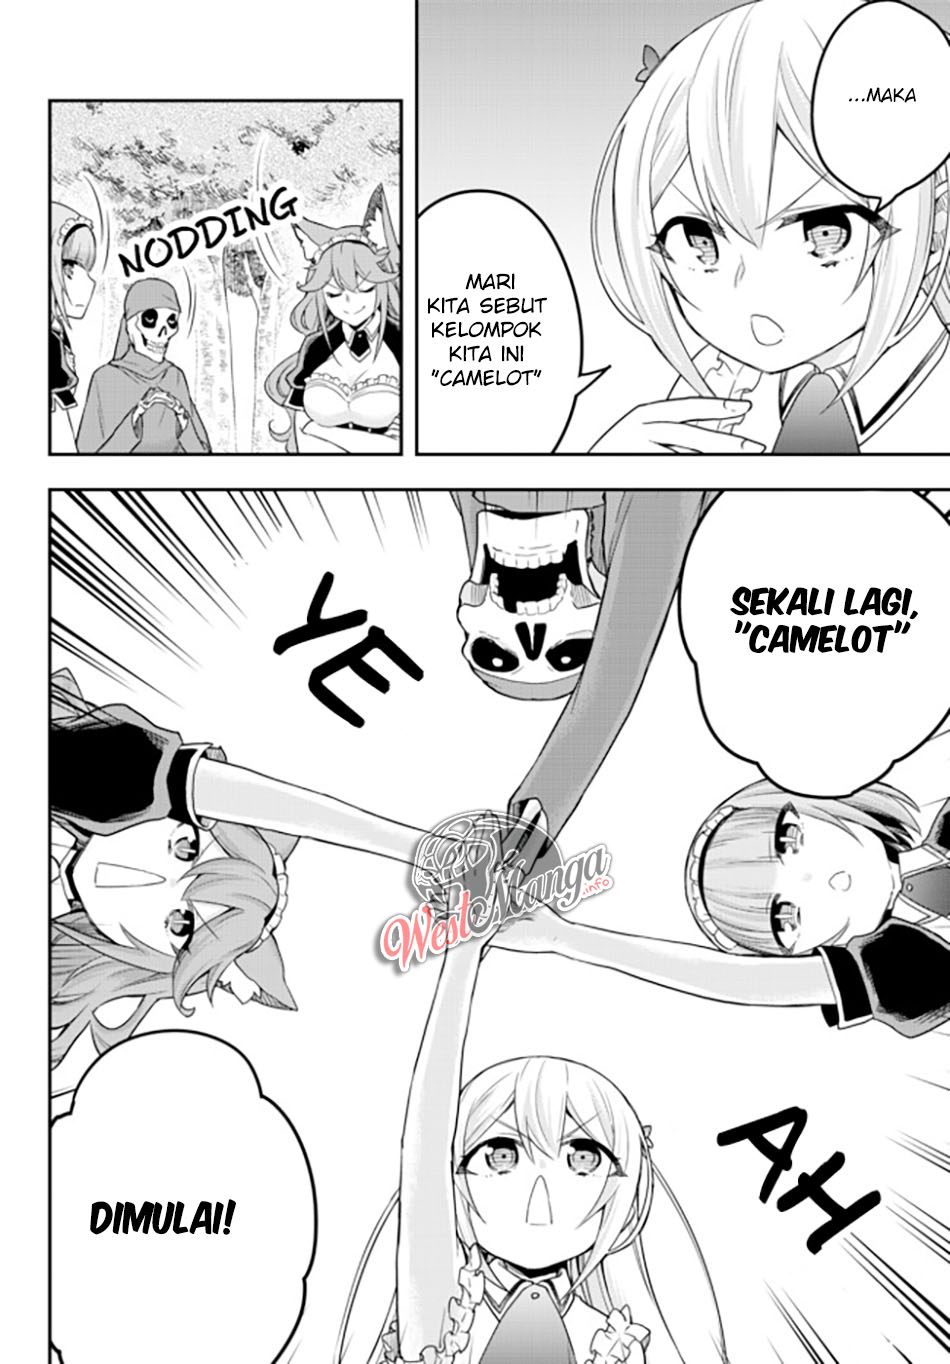 ...MAKA
MARI
KITA SEBUT
KELOMPOK
KITA INI
"CAMELOT"
NODDING
SEKALI LAGI,
"CAMELOT"
YE
AH
DIMULAI!
WestManga
.info